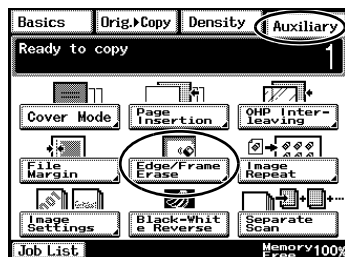 Basics Orig.▶Copy Density Auxiliary
Ready to copy 1
Cover Mode Page OHP Inter-
Insertion leaving
File Edge/Frame Image
Margin Erase Repeat
Image Black-Whit Separate
Settings e Reverse Scan
Job List Memory 100%
Free